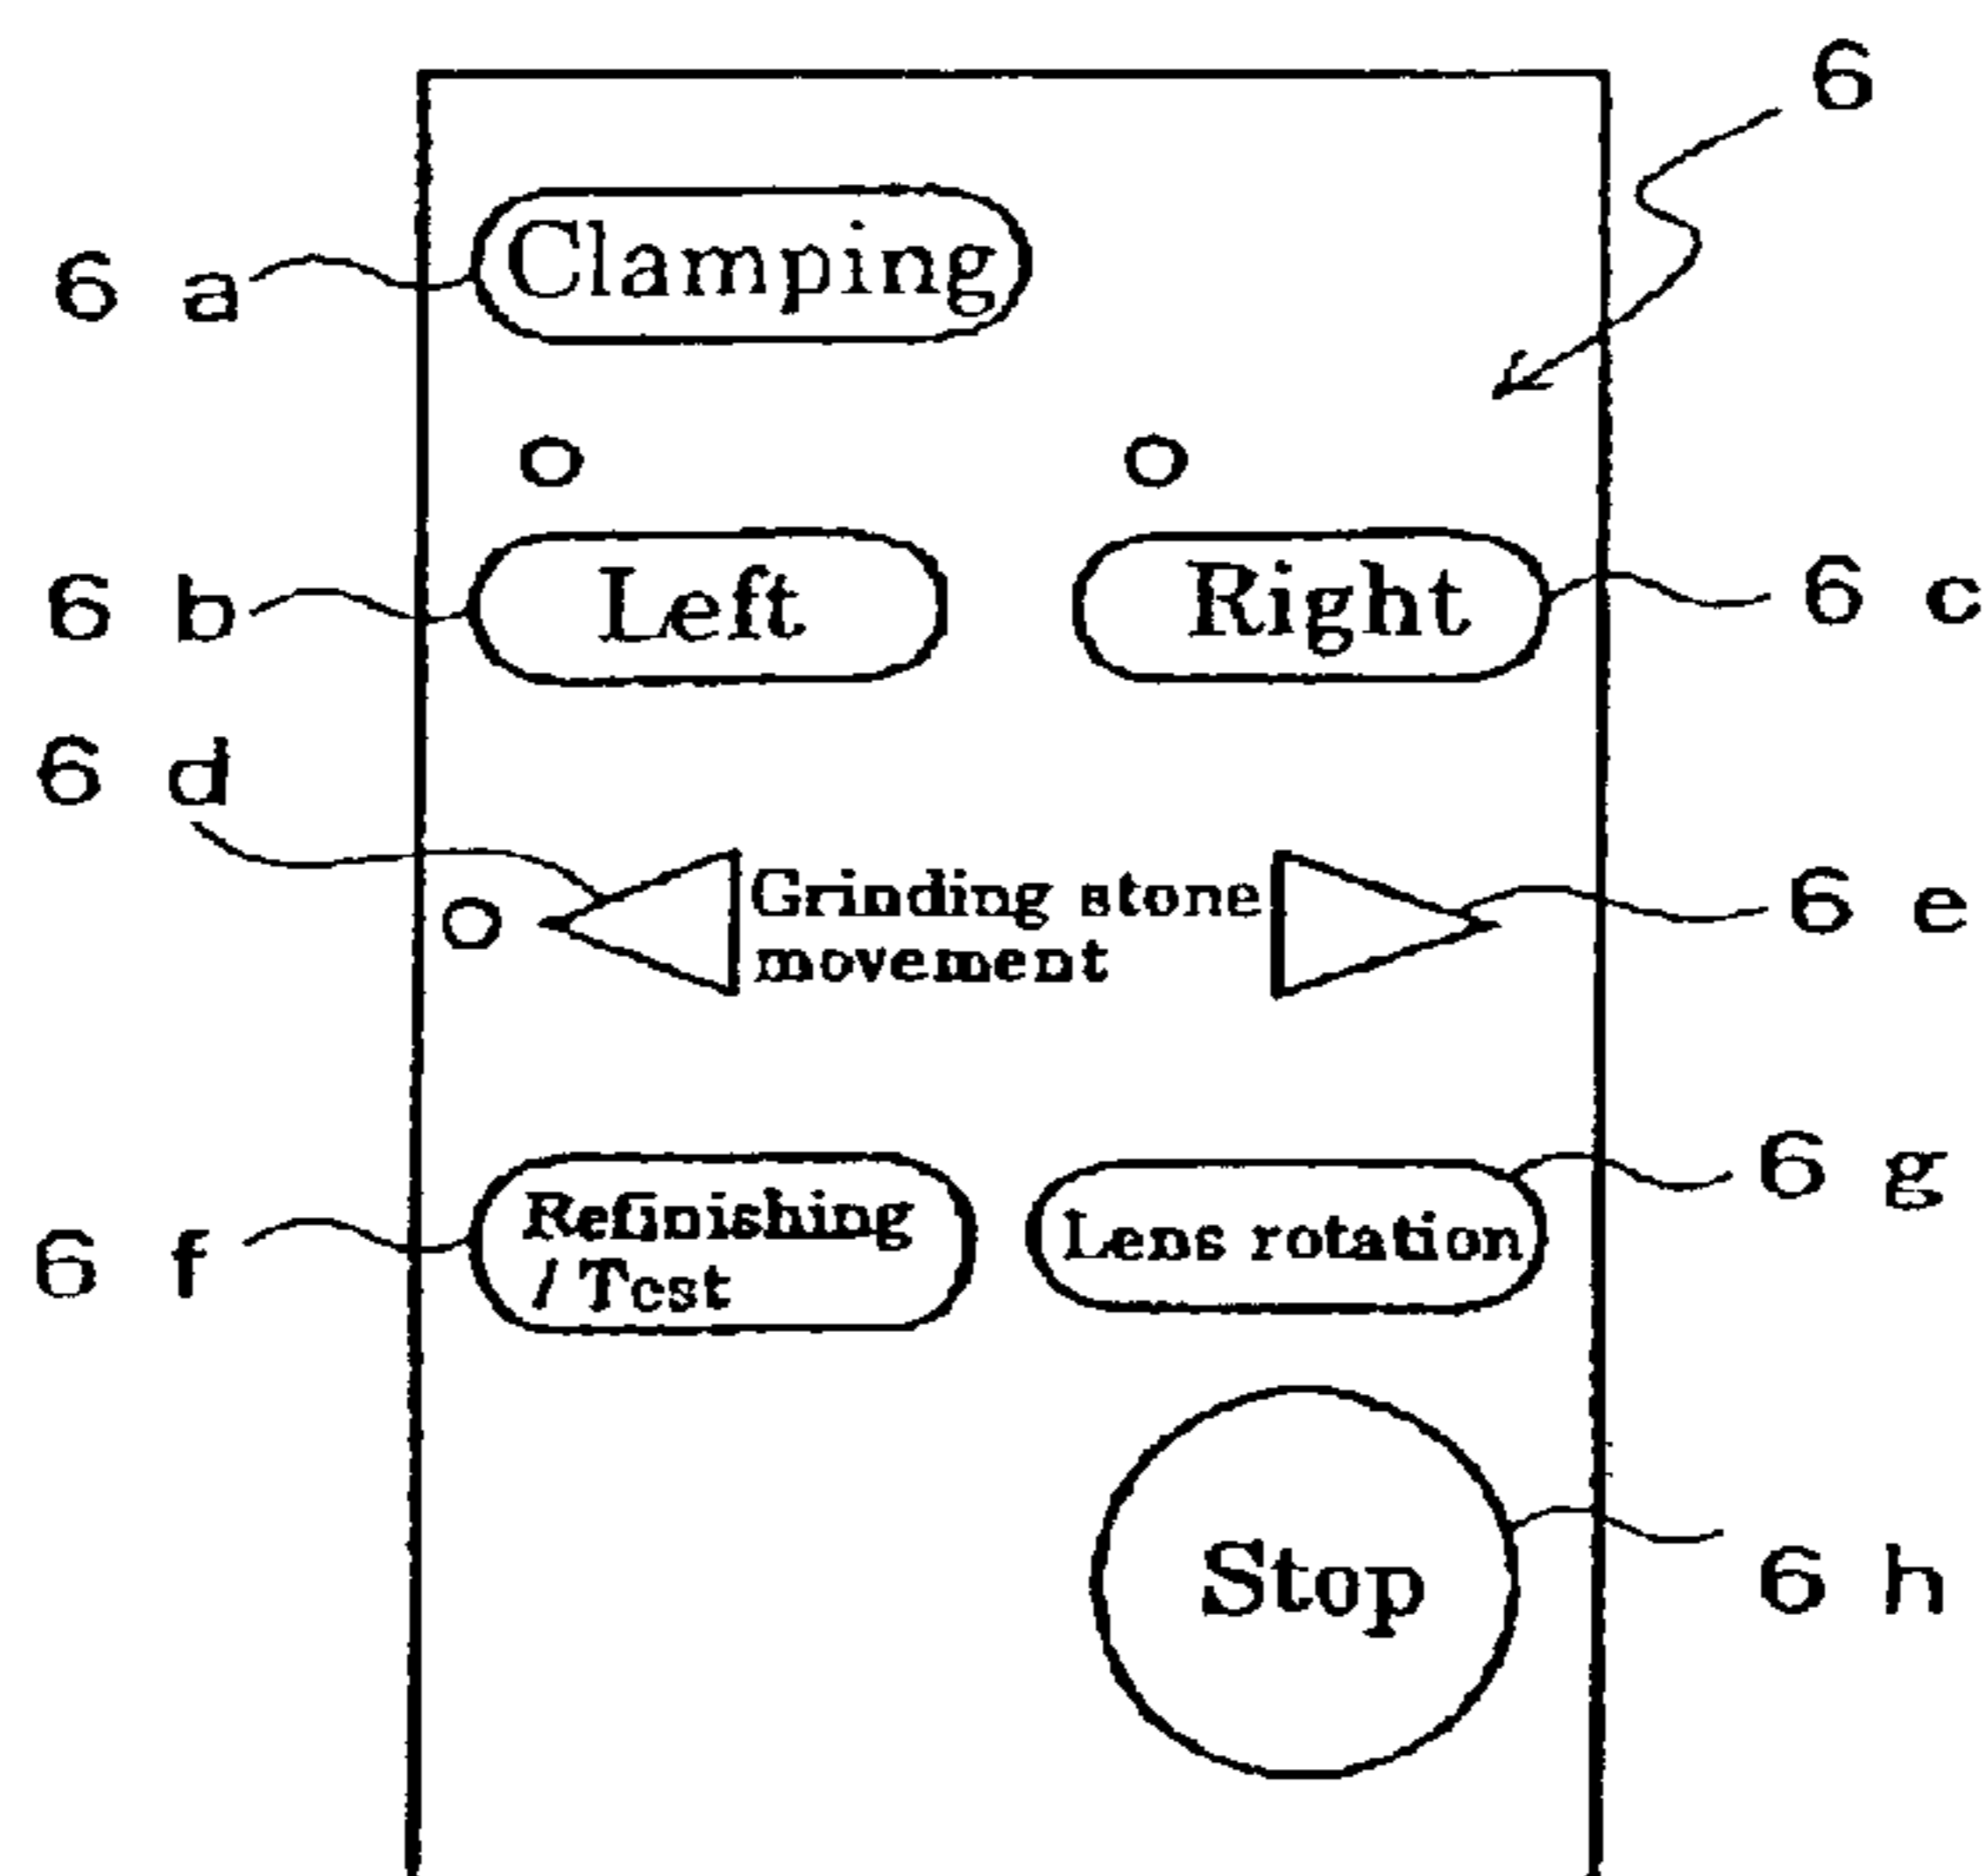 6
6 a Clamping
6 b Left Right 6 c
6 d
Grinding stone
movement
6 e
6 f Refinishing
/ Test
Lens rotation 6 g
Stop 6 h